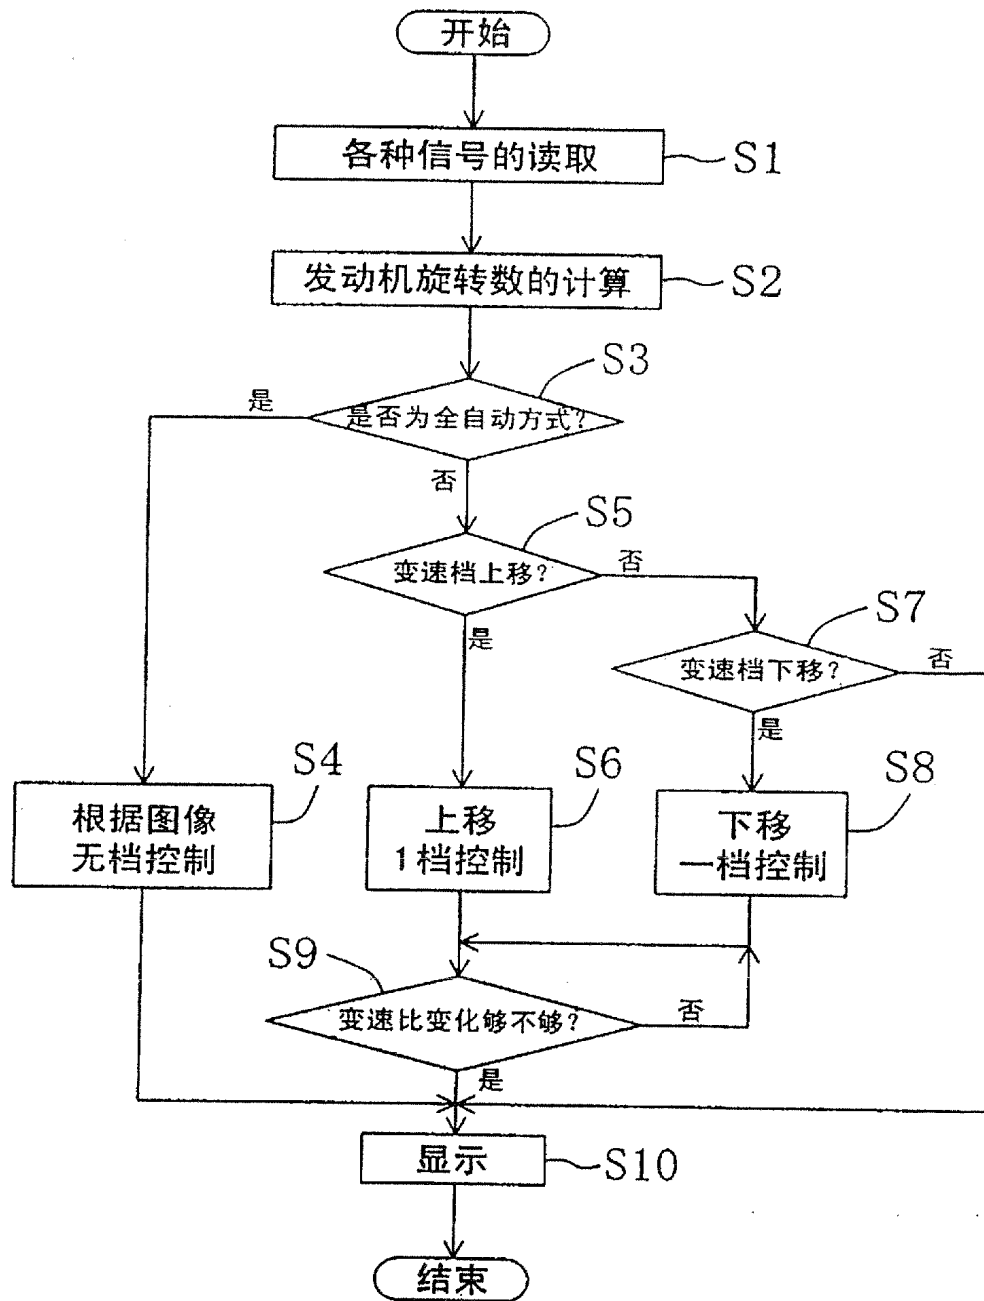 开始
各种信号的读取
S1
发动机旋转数的计算
S2
S3
是
是否为全自动方式?
否
S5
变速档上移?
否
是
S7
变速档下移?
否
是
S4
根据图像
无档控制
S6
上移
1档控制
S8
下移
一档控制
S9
变速比变化够不够?
否
是
显示
S10
结束